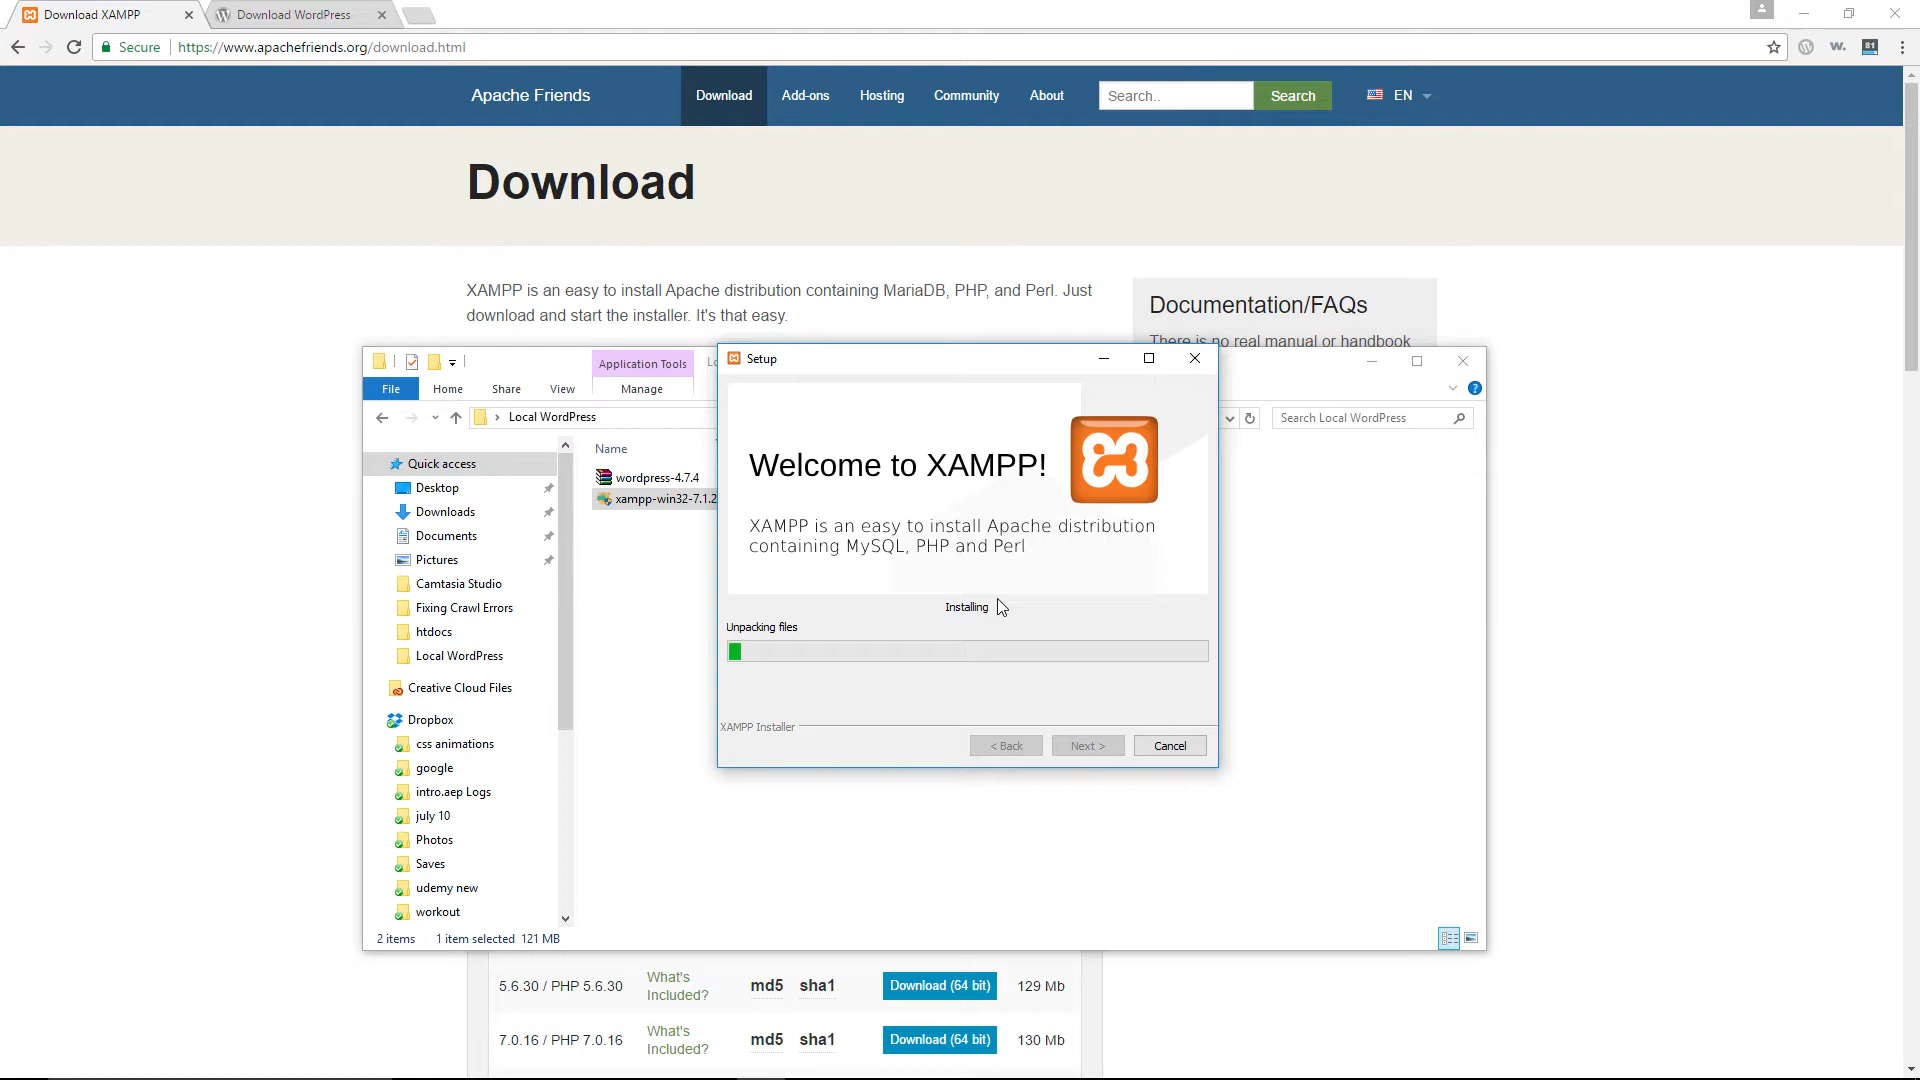 Download XAMPP
Download WordPress
Secure
https://www.apachefriends.org/download.html
W.
81
Apache Friends
Download
Add-ons
Hosting
Community
About
Search..
Search
EN
Download
XAMPP is an easy to install Apache distribution containing MariaDB, PHP, and Perl. Just
download and start the installer. It's that easy.
Documentation/FAQs
There is no real manual or handbook
Application Tools
File
Home
Share
View
Manage
Local WordPress
Search Local WordPress
Quick access
Desktop
Downloads
Documents
Pictures
Camtasia Studio
Fixing Crawl Errors
htdocs
Local WordPress
Creative Cloud Files
Dropbox
css animations
google
intro.aep Logs
july 10
Photos
Saves
udemy new
workout
Name
wordpress-4.7.4
xampp-win32-7.1.2
2 items
1 item selected 121 MB
Setup
Welcome to XAMPP!
XAMPP is an easy to install Apache distribution
containing MySQL, PHP and Perl
Installing
Unpacking files
XAMPP Installer
< Back
Next >
Cancel
5.6.30 / PHP 5.6.30
What's
Included?
md5
sha1
Download (64 bit)
129 Mb
7.0.16 / PHP 7.0.16
What's
Included?
md5
sha1
Download (64 bit)
130 Mb